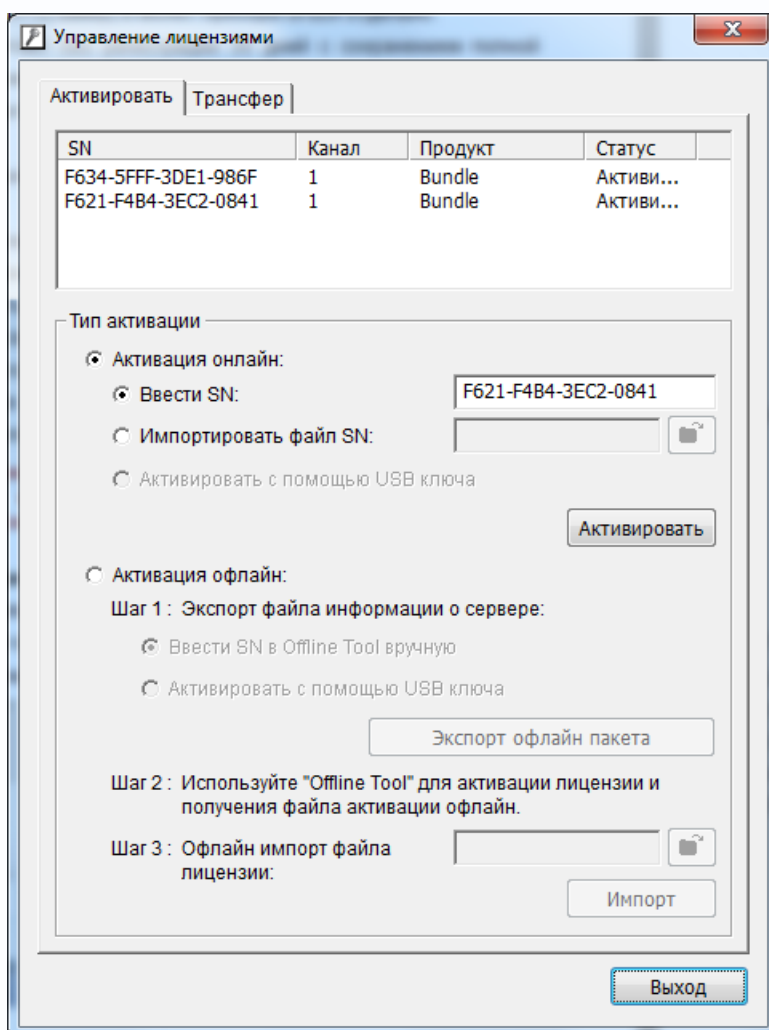 Управление лицензиями
Активировать Трансфер
SN Канал Продукт Статус
F634-5FFF-3DE1-986F 1 Bundle Активи...
F621-F4B4-3EC2-0841 1 Bundle Активи...
Тип активации
Активация онлайн:
Ввести SN: F621-F4B4-3EC2-0841
Импортировать файл SN:
Активировать с помощью USB ключа
Активировать
Активация офлайн:
Шаг 1 : Экспорт файла информации о сервере:
Ввести SN в Offline Tool вручную
Активировать с помощью USB ключа
Экспорт офлайн пакета
Шаг 2 : Используйте "Offline Tool" для активации лицензии и
получения файла активации офлайн.
Шаг 3 : Офлайн импорт файла
лицензии:
Импорт
Выход